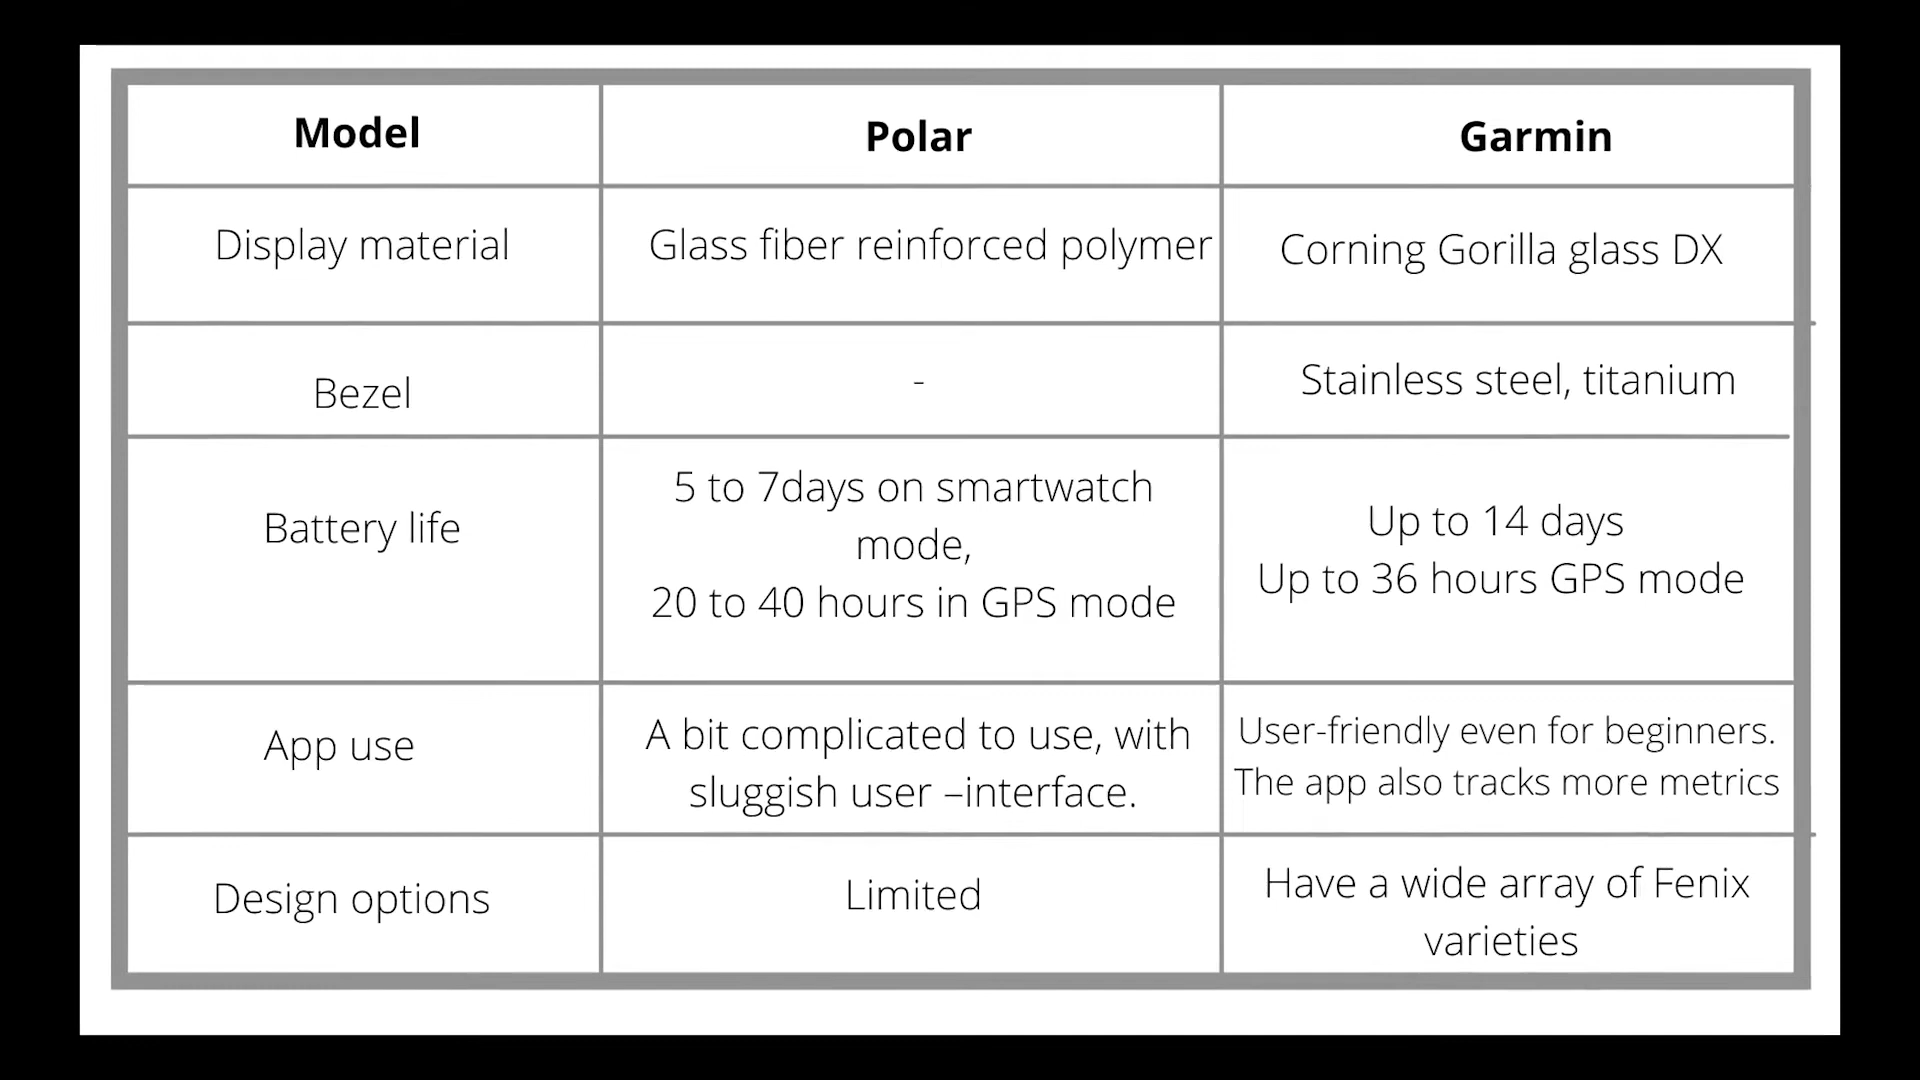 Model
Polar
Garmin
Display material
Glass fiber reinforced polymer
Corning Gorilla glass DX
Bezel
-
Stainless steel, titanium
Battery life
5 to 7days on smartwatch
mode,
20 to 40 hours in GPS mode
Up to 14 days
Up to 36 hours GPS mode
App use
A bit complicated to use, with
sluggish user –interface.
User-friendly even for beginners.
The app also tracks more metrics
Design options
Limited
Have a wide array of Fenix
varieties